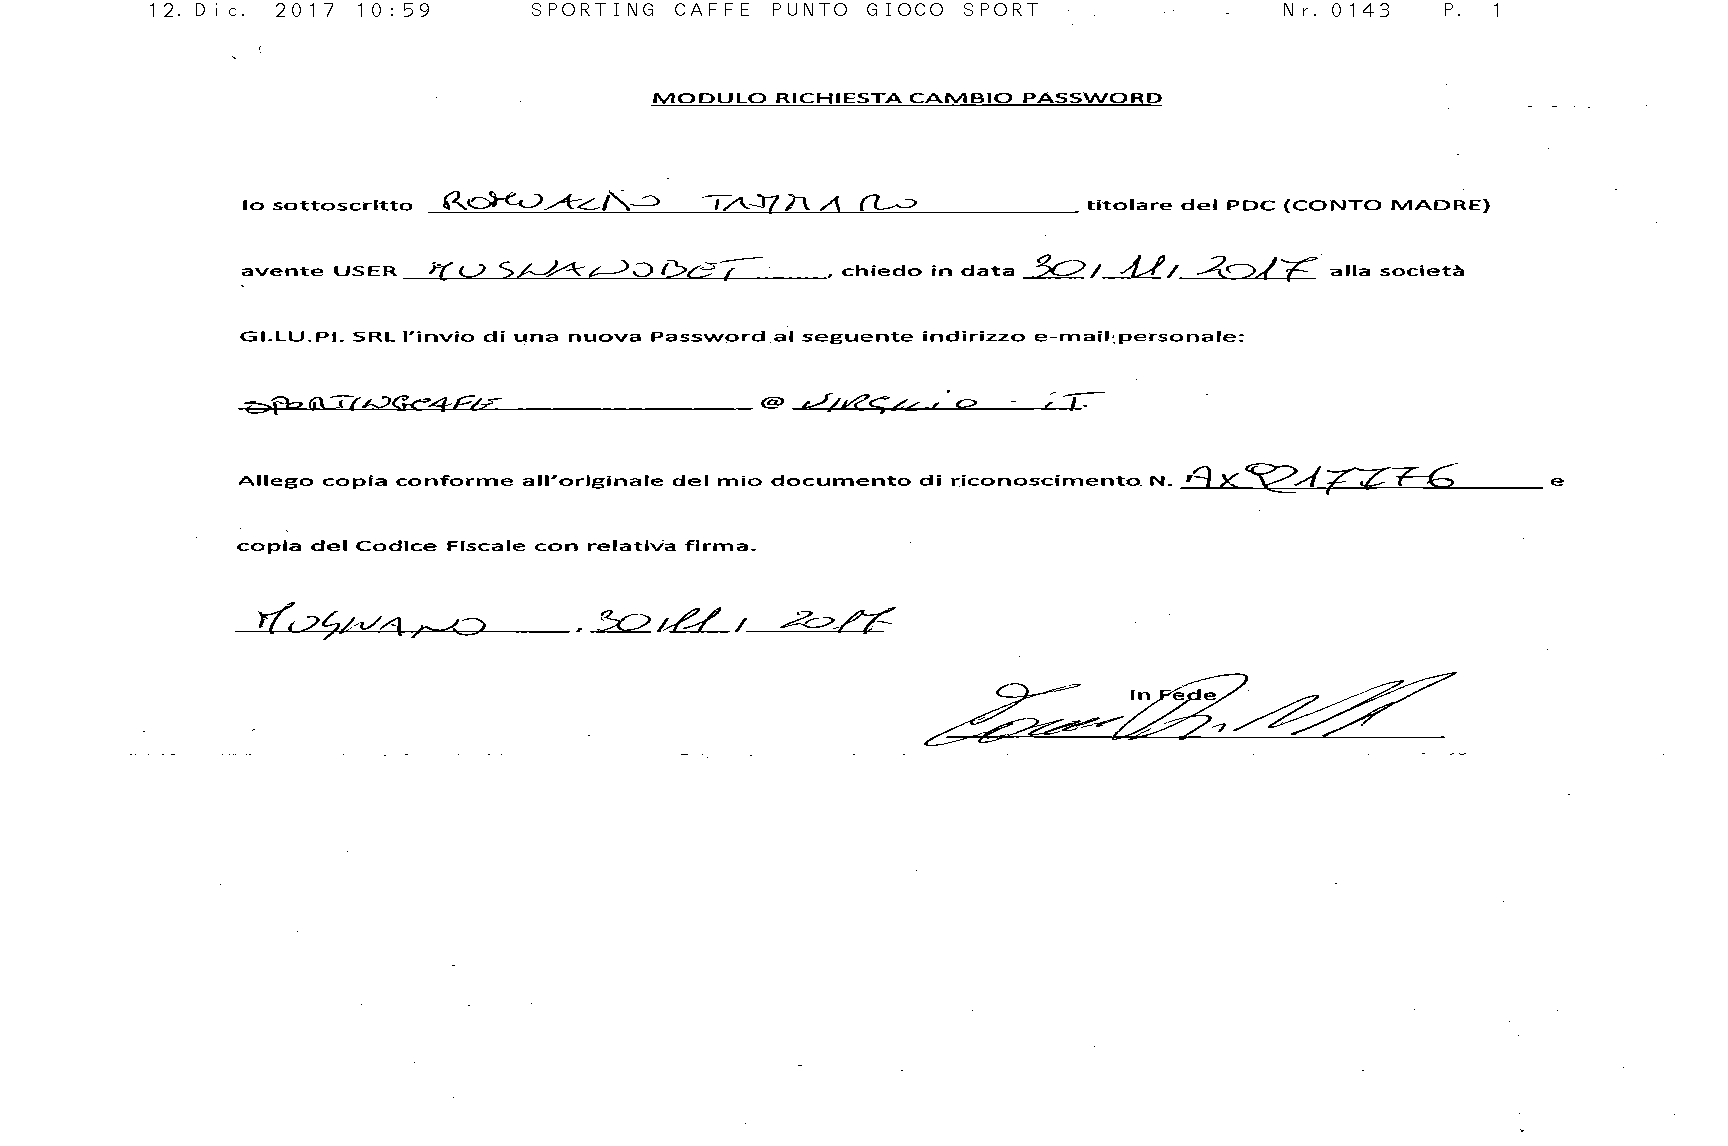 12. Dic. 2017 10:59 SPORTING CAFFE PUNTO GIOCO SPORT Nr. 0143 P. 1
MODULO RICHIESTA CAMBIO PASSWORD
Io sottoscritto ROMUALDO TAMMARO titolare del PDC (CONTO MADRE)
avente USER MUGNANOBET, chiedo in data 30/11/2017 alla società
GI.LU.PI. SRL l'invio di una nuova Password al seguente indirizzo e-mail personale:
SPORTINGCAFFE @ VIRGILIO.IT
Allego copia conforme all'originale del mio documento di riconoscimento N. e
copia del Codice Fiscale con relativa firma.
MUGNANO, 30/11/2017
In Fede